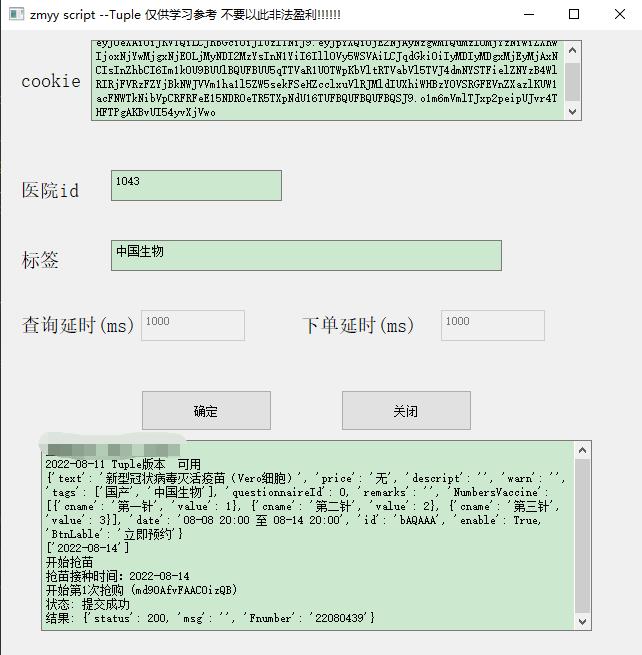 zmyy script --Tuple 仅供学习参考 不要以此非法盈利!!!!!!
cookie
医院id
1043
标签
中国生物
查询延时(ms)
1000
下单延时(ms)
1000
确定
关闭
2022-08-11 Tuple版本  可用
{'text': '新型冠状病毒灭活疫苗（Vero细胞）', 'price': '无', 'descript': '', 'warn': '',
'tags': ['国产', '中国生物'], 'questionnaireId': 0, 'remarks': '', 'NumbersVaccine':
[{'cname': '第一针', 'value': 1}, {'cname': '第二针', 'value': 2}, {'cname': '第三针',
'value': 3}], 'date': '08-08 20:00 至 08-14 20:00', 'id': 'bAQAAA', 'enable': True,
'BtnLable': '立即预约'}
['2022-08-14']
开始抢苗
抢苗接种时间: 2022-08-14
开始第1次抢购
状态: 提交成功
结果: {'status': 200, 'msg': '', 'Fnumber': '22080439'}